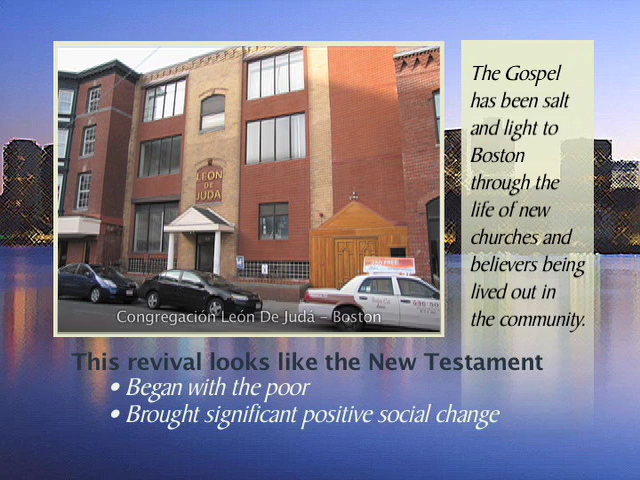 The Gospel
has been salt
and light to
Boston
through the
life of new
churches and
believers being
lived out in
the community.
LEON
DE
JUDA
Congregación León De Judá – Boston
This revival looks like the New Testament
• Began with the poor
• Brought significant positive social change